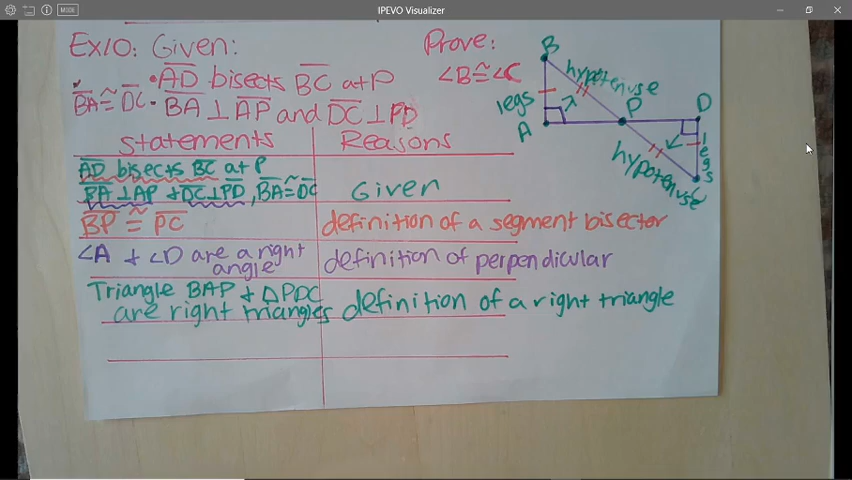 IPEVO Visualizer
MODE
Ex10: Given:
Prove:
• AD bisects BC at P
∠B ≅ ∠C
BA ≅ DC • BA ⊥ AP and DC ⊥ PD
B
hypotenuse
legs
P
D
A
hypotenuse
legs
C
statements Reasons
AD bisects BC at P
BA ⊥ AP + DC ⊥ PD, BA ≅ DC Given
BP ≅ PC definition of a segment bisector
∠A + ∠D are a right
angle definition of perpendicular
Triangle BAP + △PDC
are right triangles definition of a right triangle